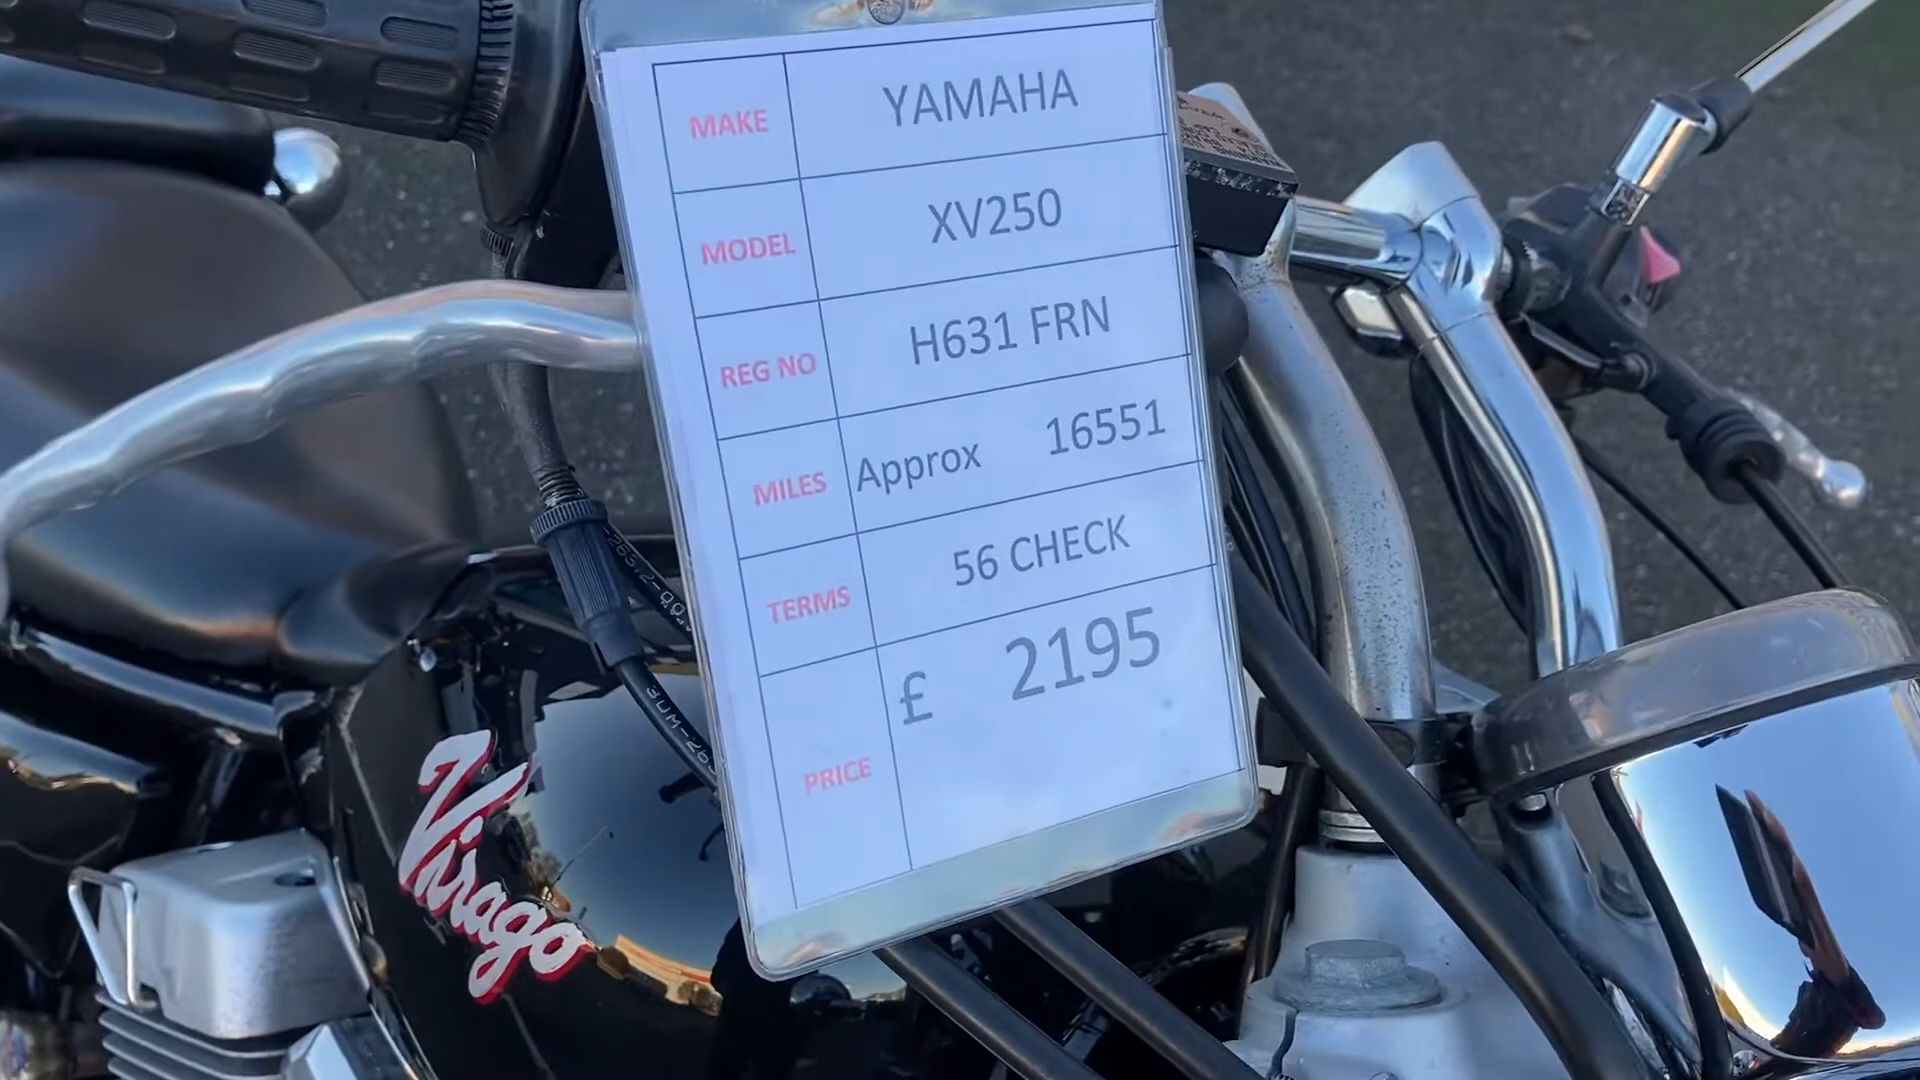 MAKE YAMAHA
MODEL XV250
REG NO H631 FRN
MILES Approx 16551
TERMS 56 CHECK
PRICE £ 2195
Virago